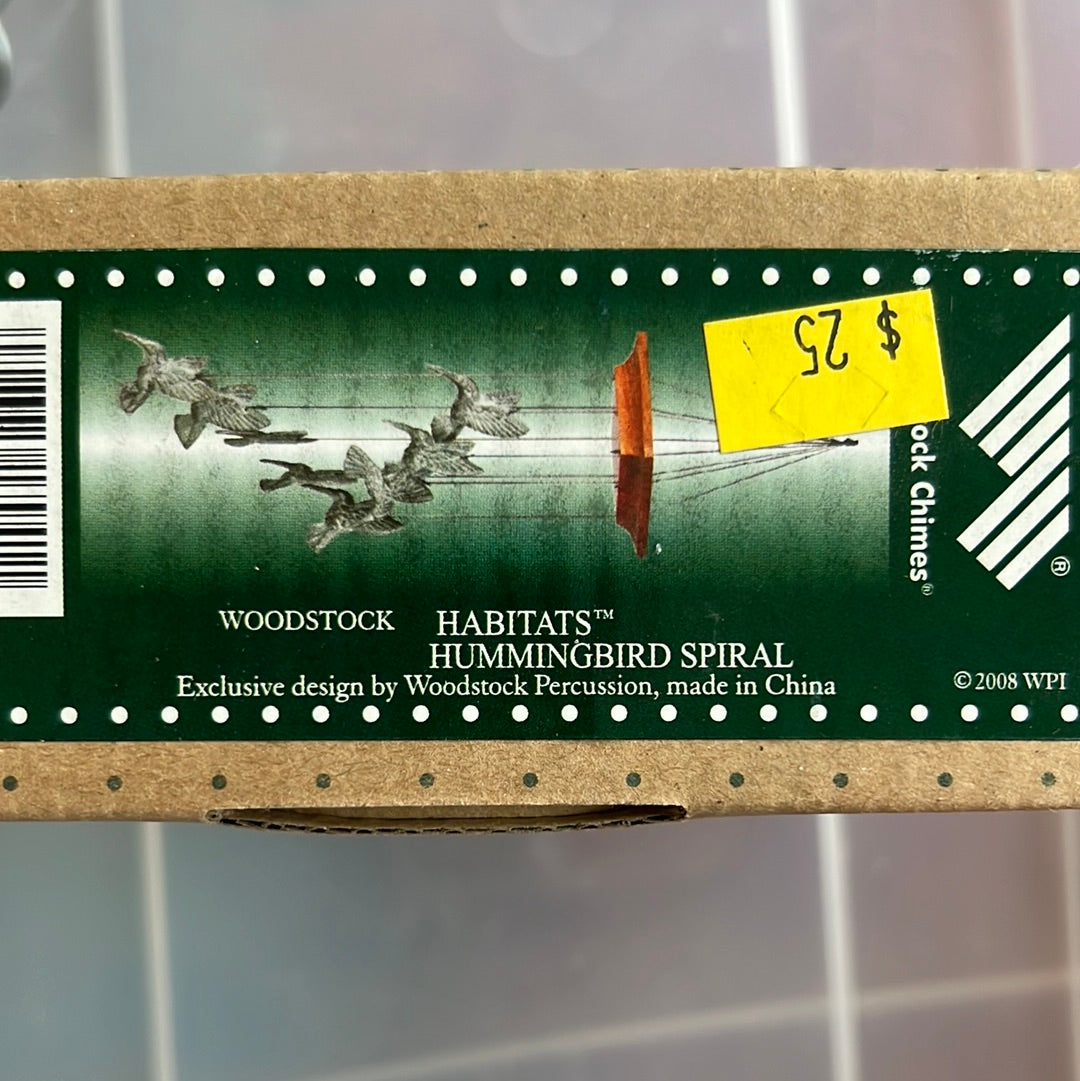 $ 25
ock Chimes®
®
WOODSTOCK HABITATS™
HUMMINGBIRD SPIRAL
Exclusive design by Woodstock Percussion, made in China
© 2008 WPI